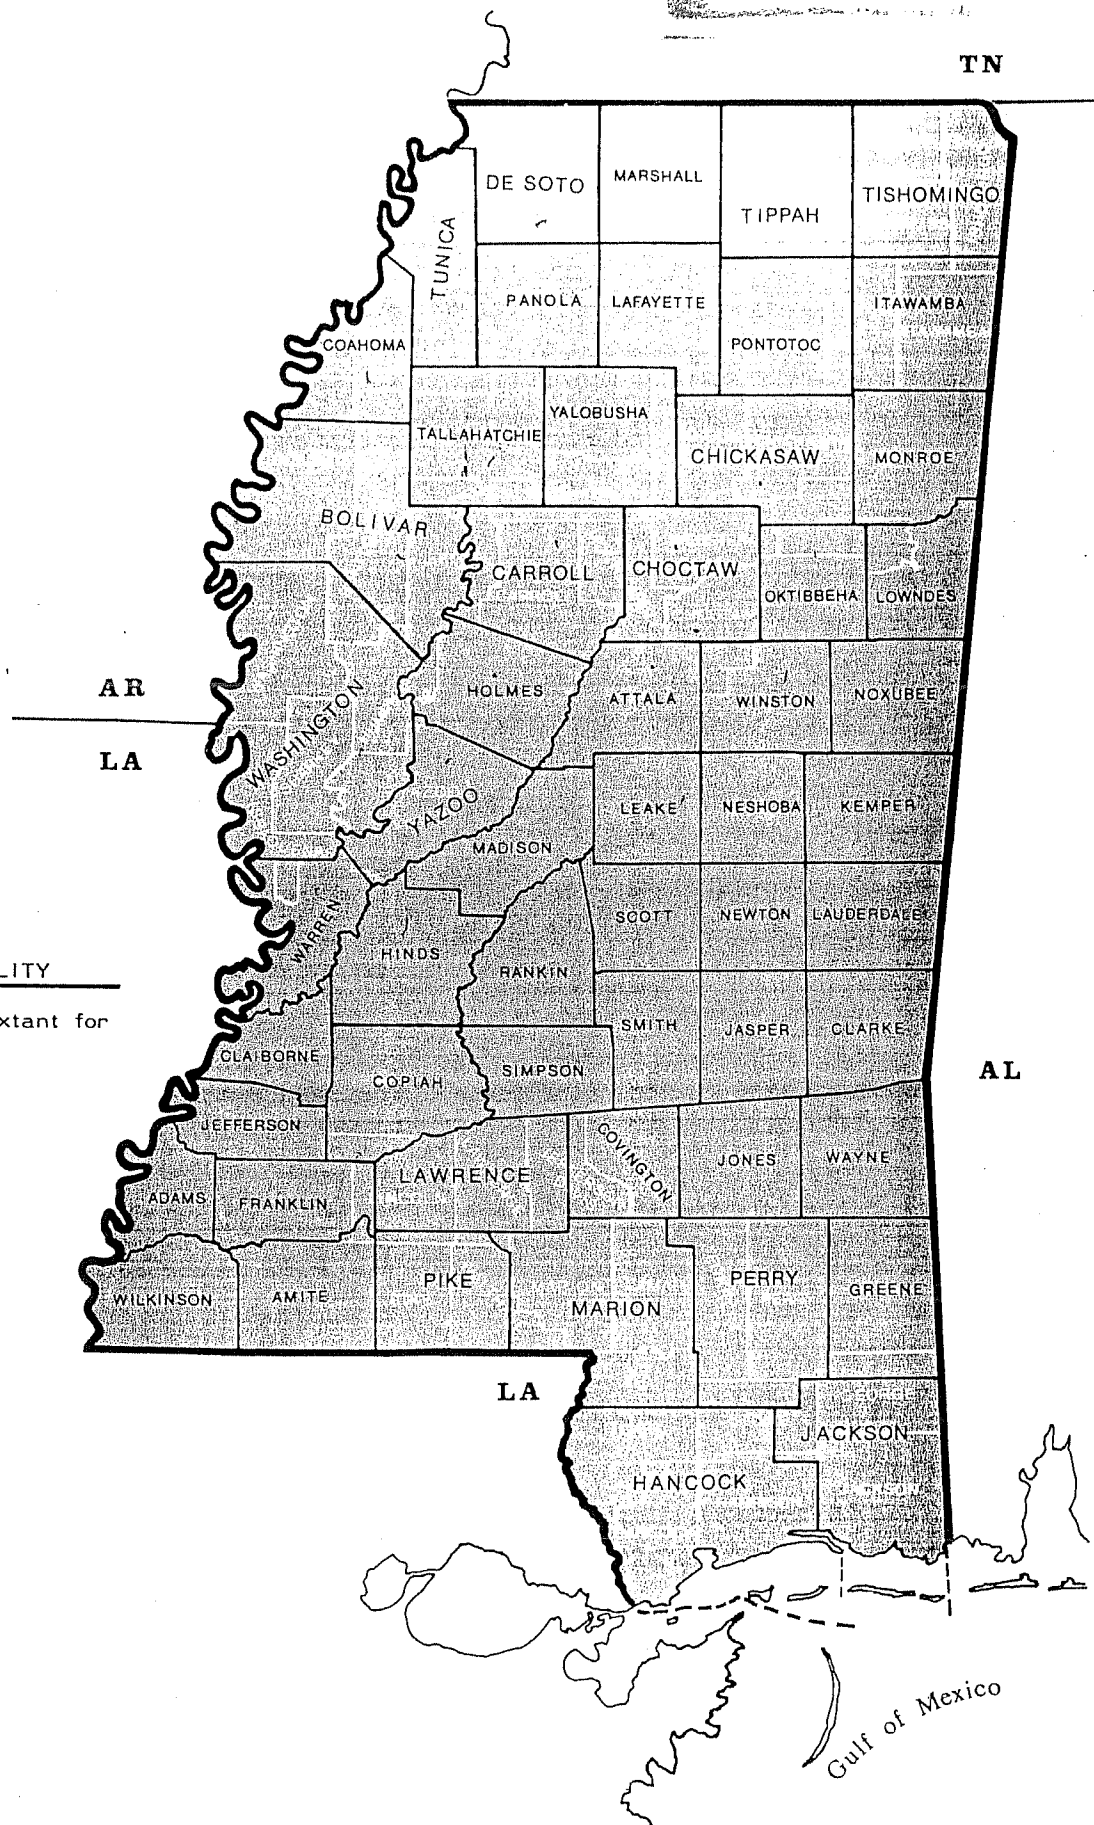 TN
DE SOTO
MARSHALL
TIPPAH
TISHOMINGO
TUNICA
PANOLA
LAFAYETTE
PONTOTOC
ITAWAMBA
COAHOMA
TALLAHATCHIE
YALOBUSHA
CHICKASAW
MONROE
BOLIVAR
CARROLL
CHOCTAW
OKTIBBEHA
LOWNDES
AR
LA
WASHINGTON
HOLMES
ATTALA
WINSTON
NOXUBEE
YAZOO
MADISON
LEAKE
NESHOBA
KEMPER
WARREN
HINDS
RANKIN
SCOTT
NEWTON
LAUDERDALE
LITY
xtant for
CLAIBORNE
COPIAH
SIMPSON
SMITH
JASPER
CLARKE
AL
JEFFERSON
LAWRENCE
COVINGTON
JONES
WAYNE
ADAMS
FRANKLIN
WILKINSON
AMITE
PIKE
MARION
PERRY
GREENE
LA
HANCOCK
JACKSON
Gulf of Mexico